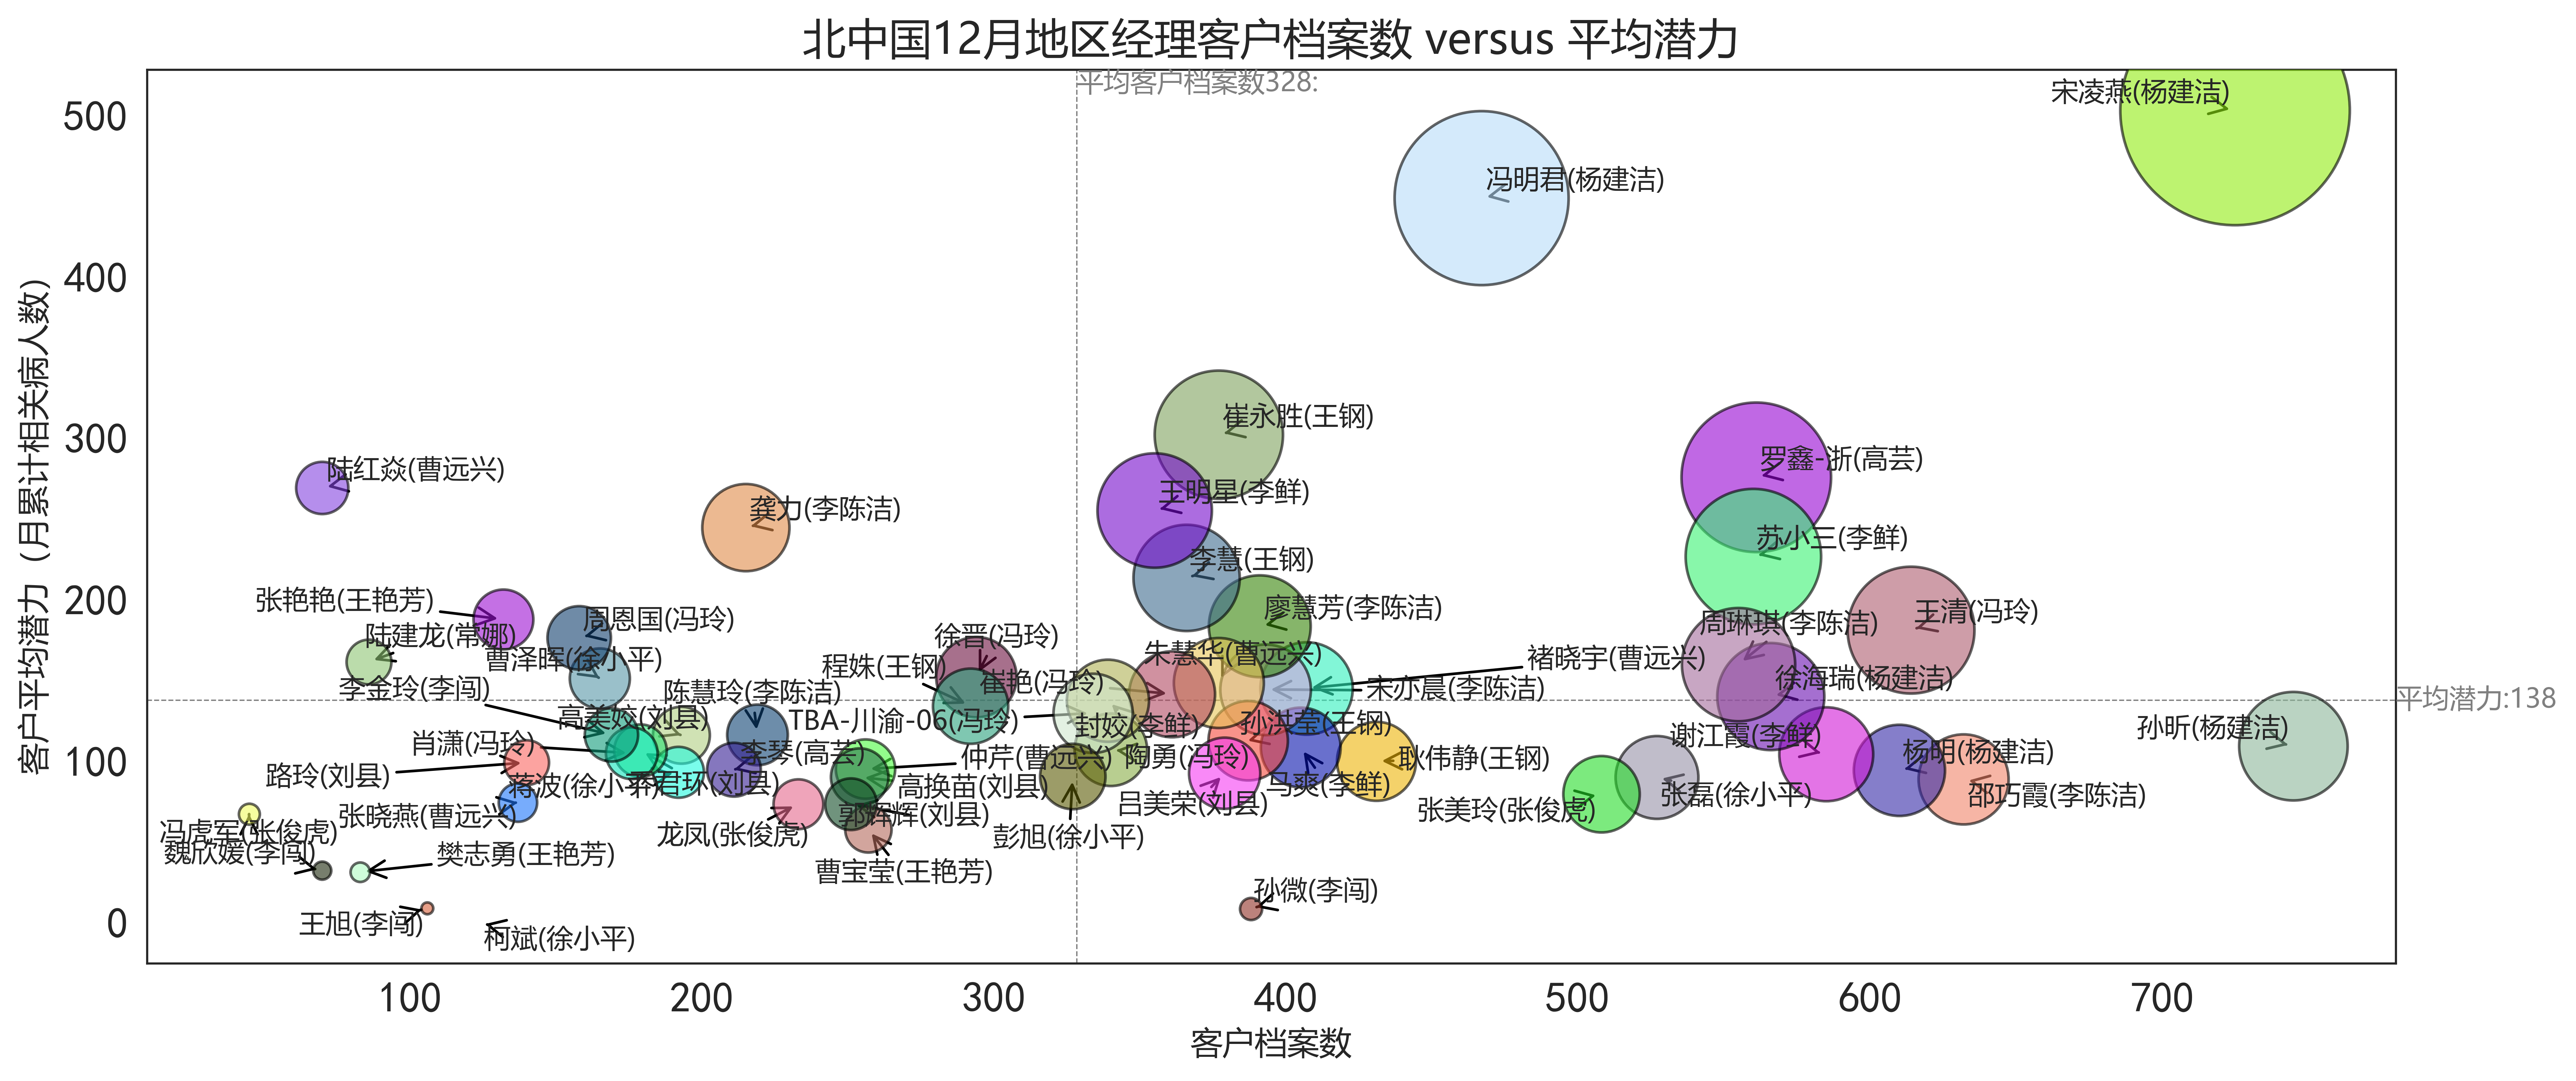 北中国12月地区经理客户档案数 versus 平均潜力
平均客户档案数328:
宋凌燕(杨建洁)
500
冯明君(杨建洁)
400
崔永胜(王钢)
300
罗鑫-浙(高芸)
陆红焱(曹远兴)
王明星(李鲜)
龚力(李陈洁)
苏小三(李鲜)
李慧(王钢)
200
张艳艳(王艳芳)
廖慧芳(李陈洁)
王清(冯玲)
周恩国(冯玲)
周琳琪(李陈洁)
陆建龙(常娜)
徐晋(冯玲)
曹泽晖(徐小平)
朱慧华(曹远兴)
褚晓宇(曹远兴)
程姝(王钢)
崔艳(冯玲)
徐海瑞(杨建洁)
李金玲(李闯)
陈慧玲(李陈洁)
宋亦晨(李陈洁)
平均潜力:138
高美姣(刘县)
TBA-川渝-06(冯玲)
封姣(李鲜)
孙洪莹(王钢)
谢江霞(李鲜)
孙昕(杨建洁)
肖潇(冯玲)
李琴(高芸)
仲芹(曹远兴)
陶勇(冯玲)
耿伟静(王钢)
杨明(杨建洁)
100
路玲(刘县)
蒋波(徐小平)
君环(刘县)
高换苗(刘县)
吕美荣(刘县)
马爽(李鲜)
张磊(徐小平)
邵巧霞(李陈洁)
张晓燕(曹远兴)
龙凤(张俊虎)
郭辉辉(刘县)
彭旭(徐小平)
张美玲(张俊虎)
冯虎军(张俊虎)
魏欣媛(李闯)
樊志勇(王艳芳)
曹宝莹(王艳芳)
孙微(李闯)
0
王旭(李闯)
柯斌(徐小平)
客户平均潜力（月累计相关病人数）
100
200
300
400
500
600
700
客户档案数